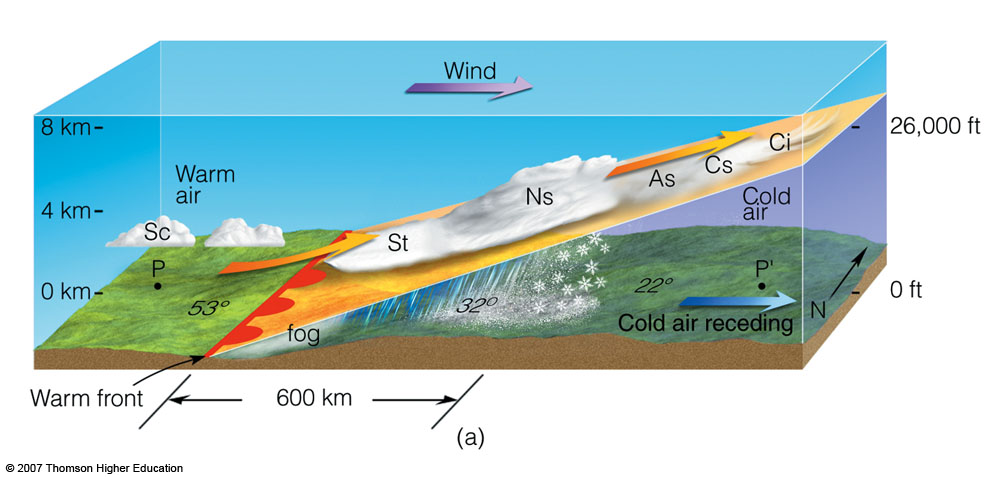 Wind
8 km-
26,000 ft
Warm
air
Ci
Cs
As
Ns
Cold
air
4 km-
Sc
St
P
P'
22°
0 km-
0 ft
53°
32°
N
Cold air receding
fog
Warm front
600 km
(a)
© 2007 Thomson Higher Education